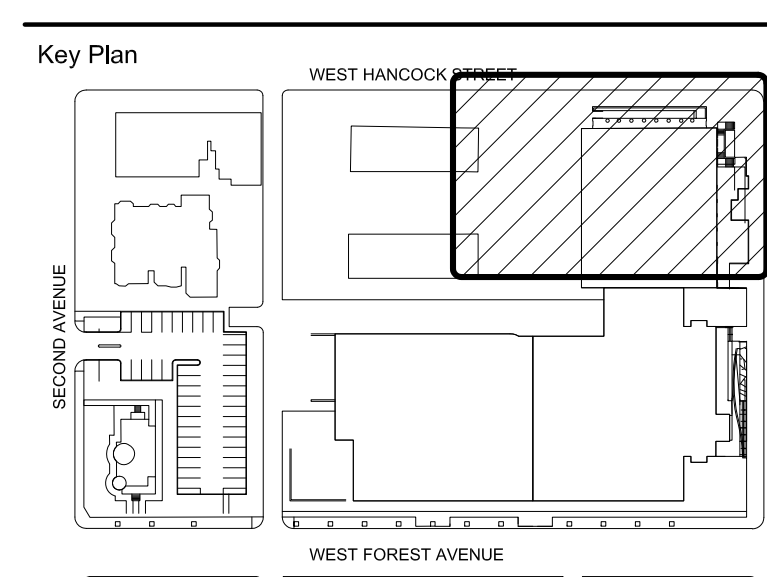 Key Plan
WEST HANCOCK STREET
SECOND AVENUE
WEST FOREST AVENUE